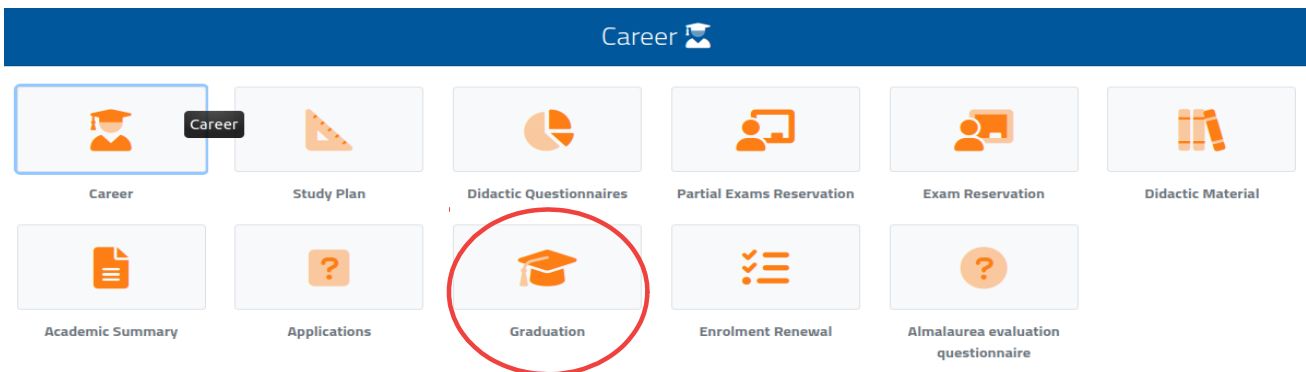 Career
Career
Career
Study Plan
Didactic Questionnaires
Partial Exams Reservation
Exam Reservation
Didactic Material
?
?
Academic Summary
Applications
Graduation
Enrolment Renewal
Almalaurea evaluation
questionnaire